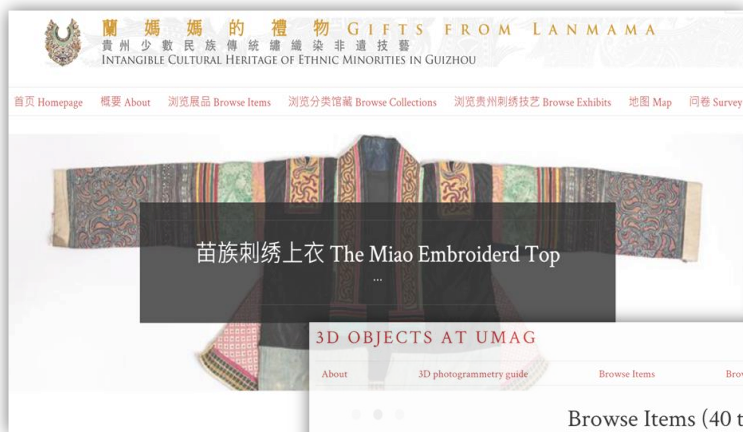 蘭媽媽的禮物 GIFTS FROM LANMAMA
貴州少數民族傳統繡織染非遺技藝
INTANGIBLE CULTURAL HERITAGE OF ETHNIC MINORITIES IN GUIZHOU
首页 Homepage 概要 About 浏览展品 Browse Items 浏览分类馆藏 Browse Collections 浏览贵州刺绣技艺 Browse Exhibits 地图 Map 问卷 Survey
苗族刺绣上衣 The Miao Embroiderd Top
...
3D OBJECTS AT UMAG
About 3D photogrammetry guide Browse Items
Browse Items (40 t